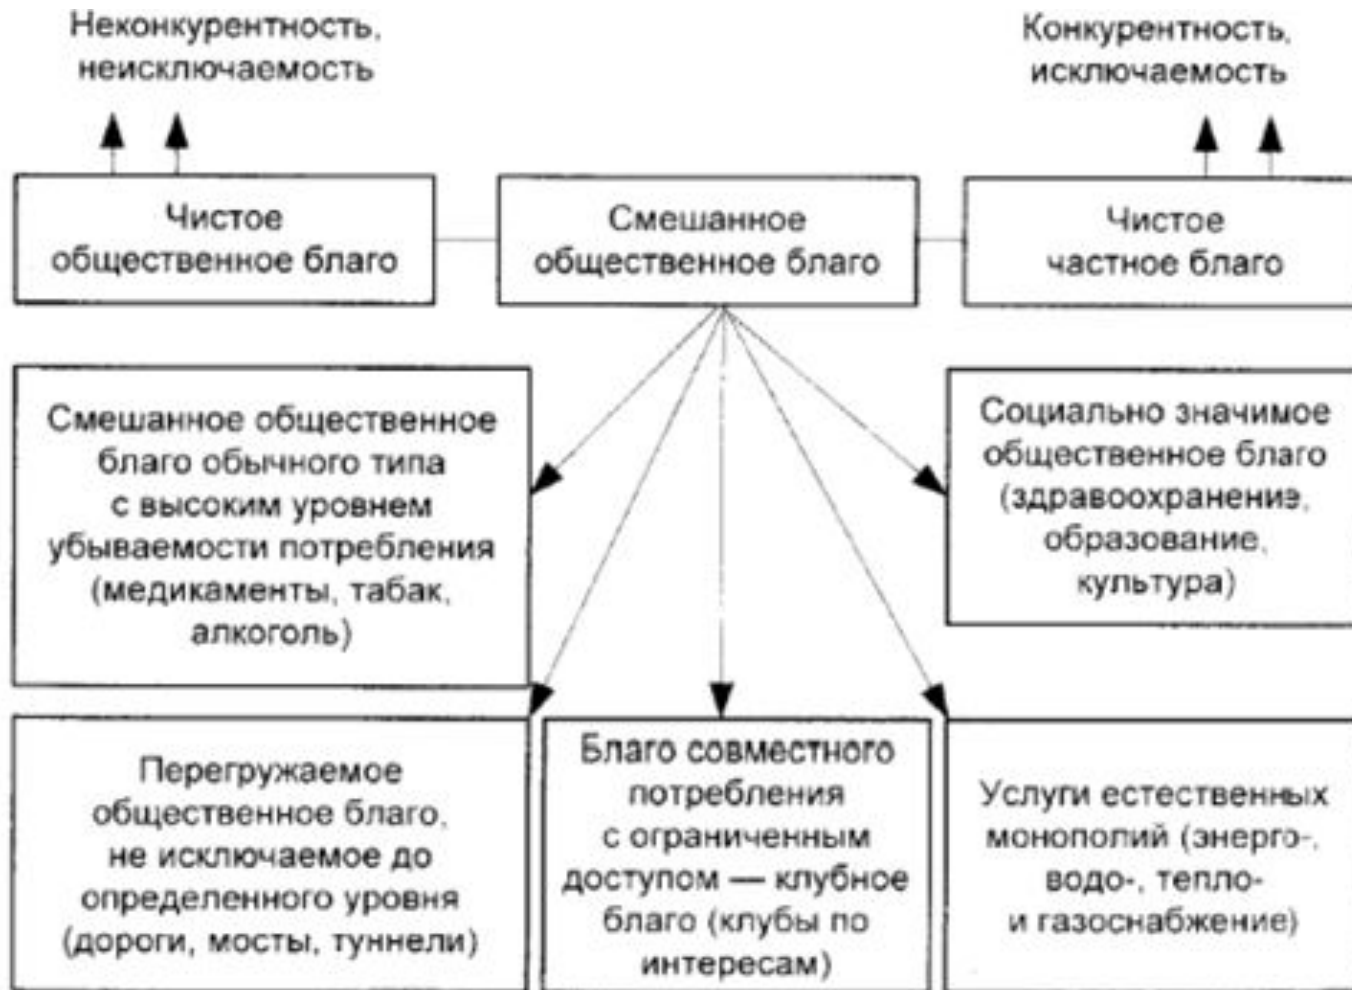 Неконкурентность,
неисключаемость
Конкурентность,
исключаемость
Чистое
общественное благо
Смешанное
общественное благо
Чистое
частное благо
Смешанное общественное
благо обычного типа
с высоким уровнем
убываемости потребления
(медикаменты, табак,
алкоголь)
Социально значимое
общественное благо
(здравоохранение,
образование,
культура)
Перегружаемое
общественное благо,
не исключаемое до
определенного уровня
(дороги, мосты, туннели)
Благо совместного
потребления
с ограниченным
доступом — клубное
благо (клубы по
интересам)
Услуги естественных
монополий (энерго-,
водо-, тепло-
и газоснабжение)